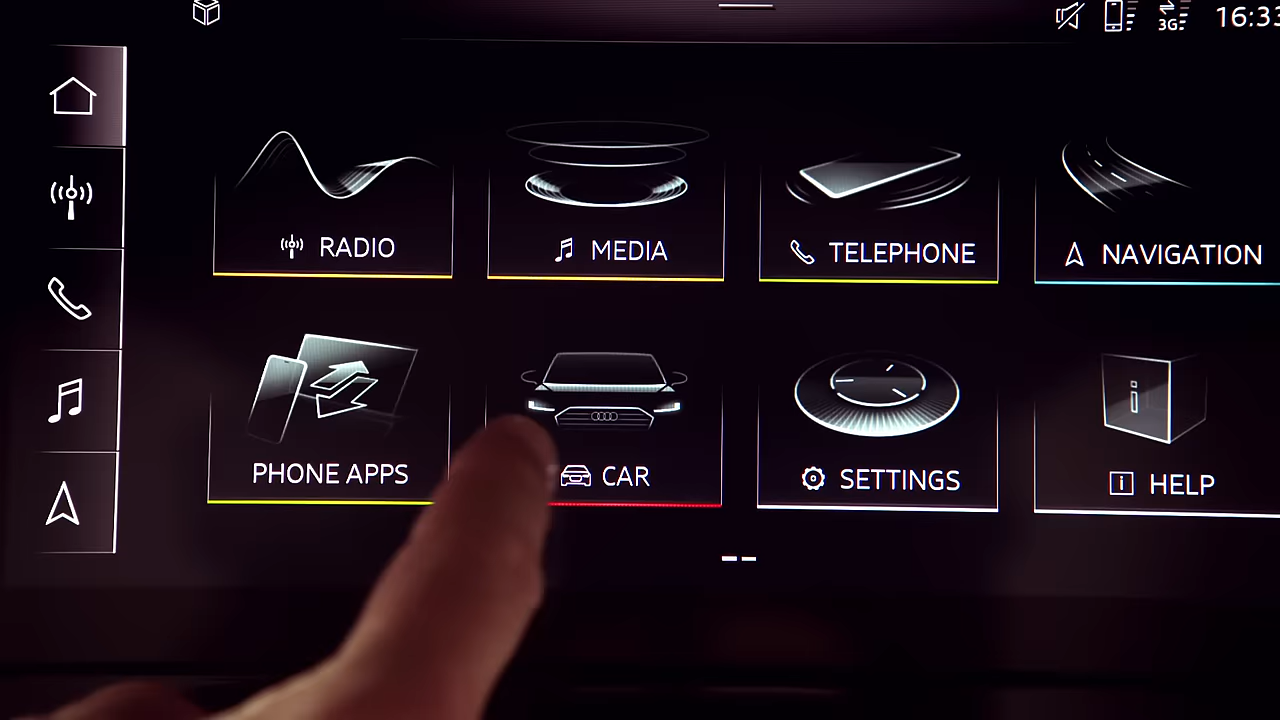 3G 16:33
RADIO MEDIA TELEPHONE NAVIGATION
PHONE APPS CAR SETTINGS HELP